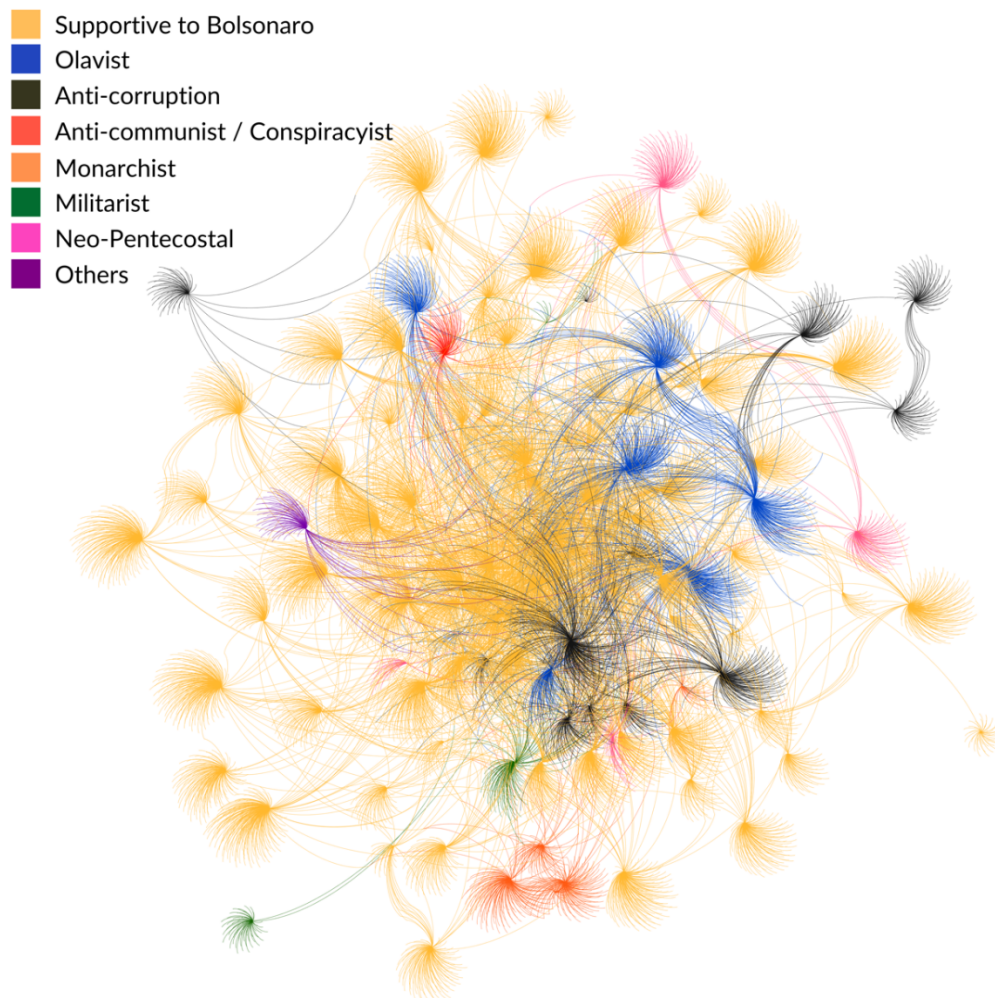 Supportive to Bolsonaro
Olavist
Anti-corruption
Anti-communist / Conspiracyist
Monarchist
Militarist
Neo-Pentecostal
Others